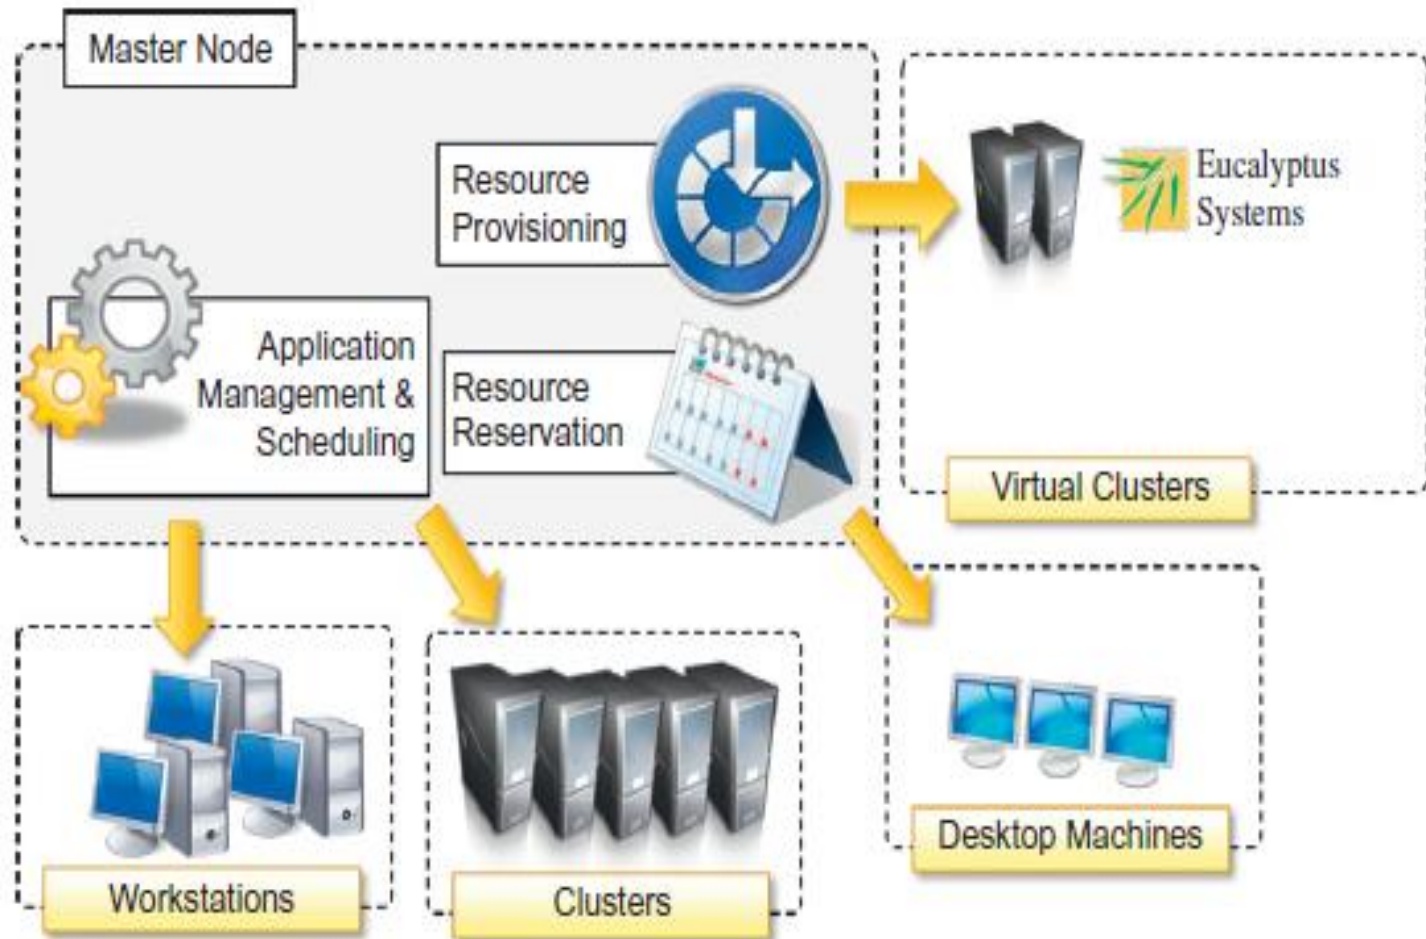 Master Node
Resource
Provisioning
Eucalyptus
Systems
Application
Management &
Scheduling
Resource
Reservation
Virtual Clusters
Desktop Machines
Workstations
Clusters